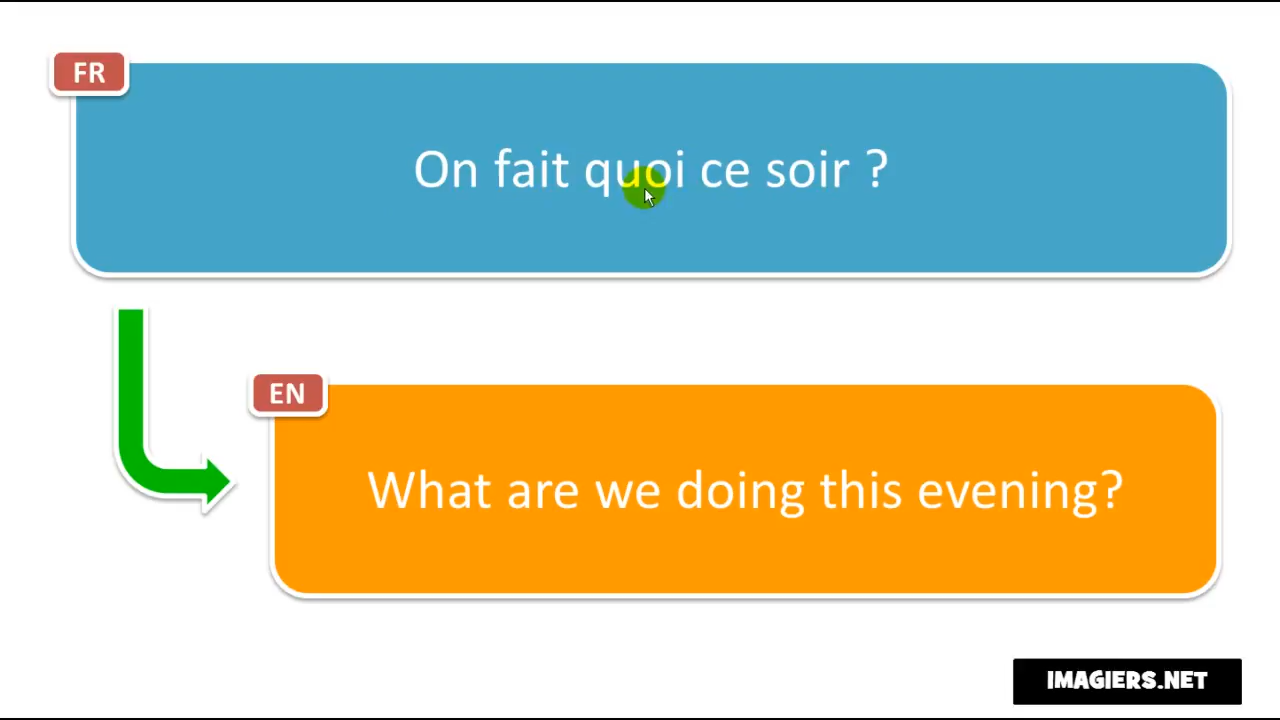 FR
On fait quoi ce soir ?
EN
What are we doing this evening?
IMAGIERS.NET